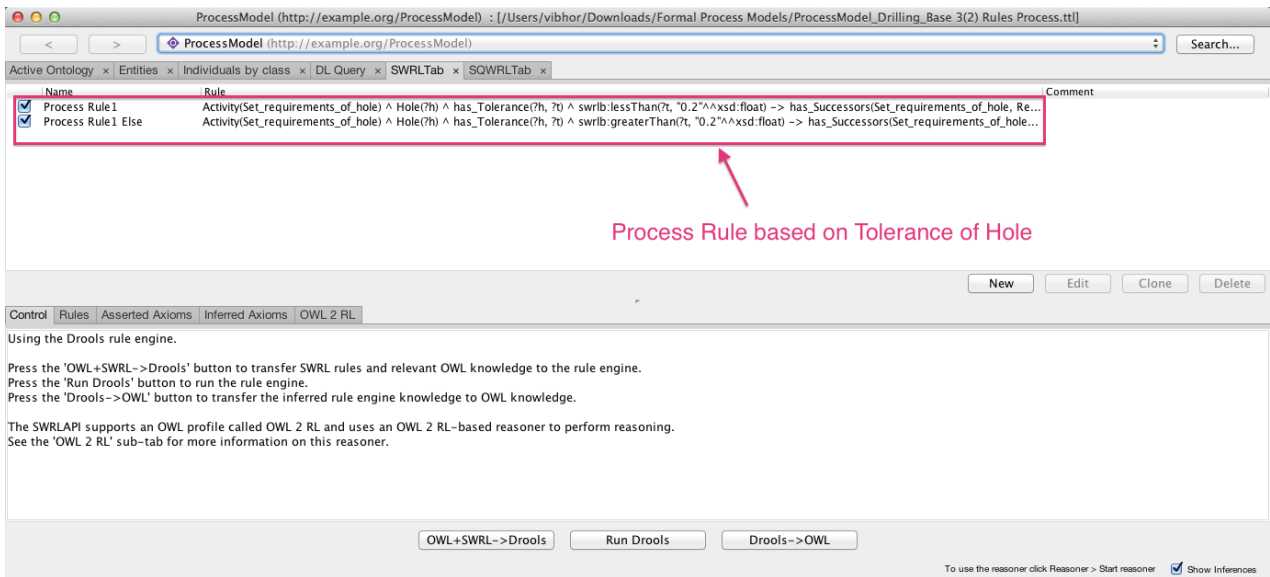 ProcessModel (http://example.org/ProcessModel) : [/Users/vibhor/Downloads/Formal Process Models/ProcessModel_Drilling_Base 3(2) Rules Process.ttl]
< > ProcessModel (http://example.org/ProcessModel) Search...
Active Ontology × Entities × Individuals by class × DL Query × SWRLTab × SQWRLTab ×
Name Rule Comment
Process Rule1 Activity(Set_requirements_of_hole) ^ Hole(?h) ^ has_Tolerance(?h, ?t) ^ swrlb:lessThan(?t, "0.2"^^xsd:float) -> has_Successors(Set_requirements_of_hole, Re...
Process Rule1 Else Activity(Set_requirements_of_hole) ^ Hole(?h) ^ has_Tolerance(?h, ?t) ^ swrlb:greaterThan(?t, "0.2"^^xsd:float) -> has_Successors(Set_requirements_of_hole...
Process Rule based on Tolerance of Hole
New Edit Clone Delete
Control Rules Asserted Axioms Inferred Axioms OWL 2 RL
Using the Drools rule engine.
Press the 'OWL+SWRL->Drools' button to transfer SWRL rules and relevant OWL knowledge to the rule engine.
Press the 'Run Drools' button to run the rule engine.
Press the 'Drools->OWL' button to transfer the inferred rule engine knowledge to OWL knowledge.
The SWRLAPI supports an OWL profile called OWL 2 RL and uses an OWL 2 RL-based reasoner to perform reasoning.
See the 'OWL 2 RL' sub-tab for more information on this reasoner.
OWL+SWRL->Drools Run Drools Drools->OWL
To use the reasoner click Reasoner > Start reasoner Show Inferences